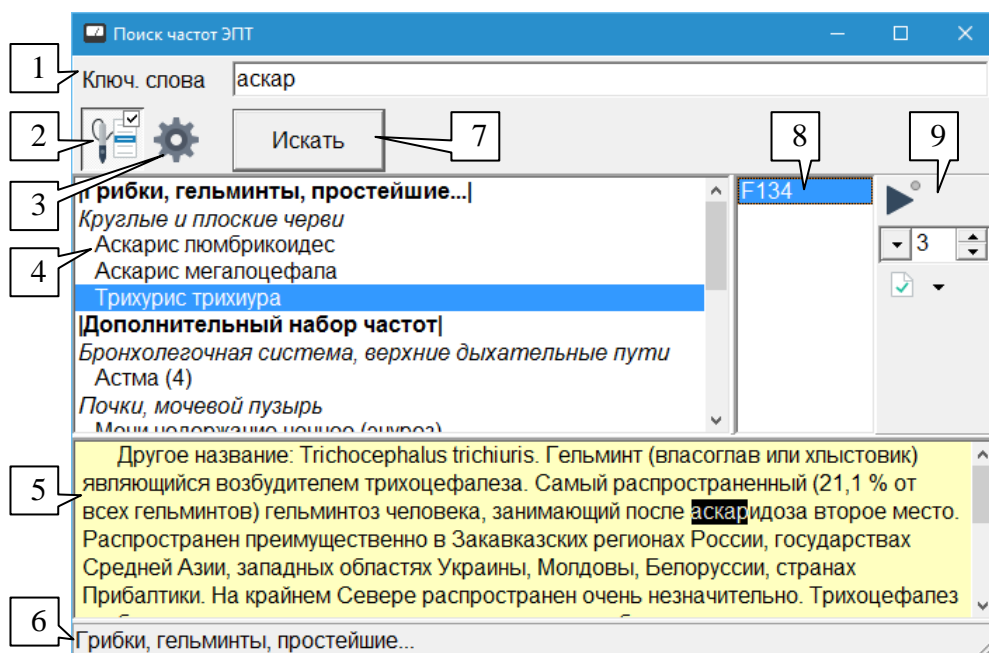 Поиск частот ЭПТ
1
Ключ. слова
аскар
2
Искать
7
8
9
3
|Грибки, гельминты, простейшие...|
F134
Круглые и плоские черви
4
Аскарис люмбрикоидес
3
Аскарис мегалоцефала
Трихурис трихиура
|Дополнительный набор частот|
Бронхолегочная система, верхние дыхательные пути
Астма (4)
Почки, мочевой пузырь
Мочи недержание ночное (энурез)
Другое название: Trichocephalus trichiuris. Гельминт (власоглав или хлыстовик)
5
являющийся возбудителем трихоцефалеза. Самый распространенный (21,1 % от
всех гельминтов) гельминтоз человека, занимающий после аскаридоза второе место.
Распространен преимущественно в Закавказских регионах России, государствах
Средней Азии, западных областях Украины, Молдовы, Белоруссии, странах
Прибалтики. На крайнем Севере распространен очень незначительно. Трихоцефалез
6
Грибки, гельминты, простейшие...